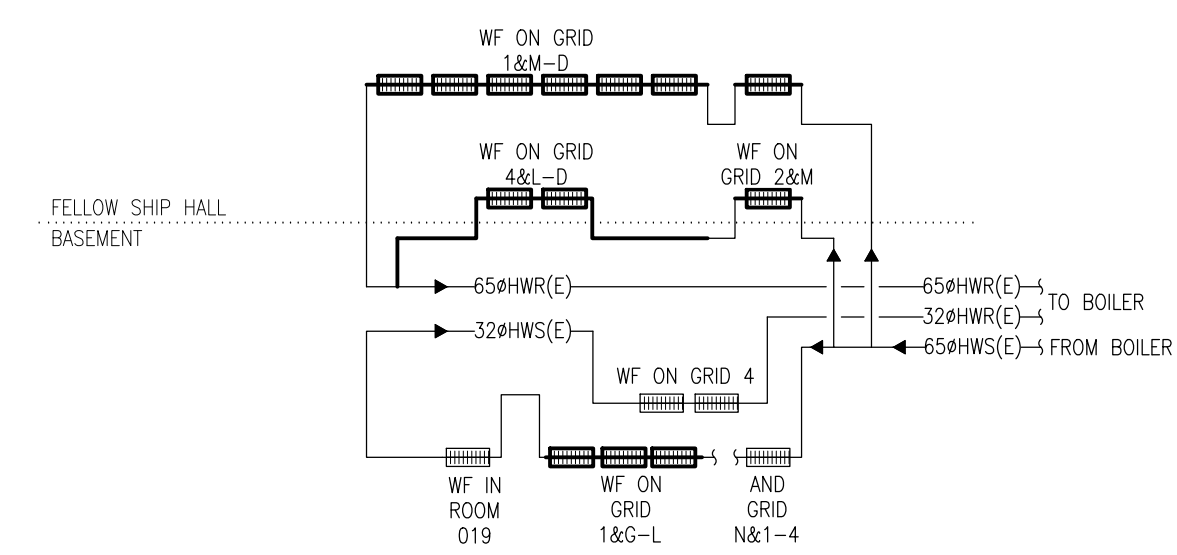 WF ON GRID
1&M-D
WF ON GRID
4&L-D
WF ON
GRID 2&M
FELLOW SHIP HALL
BASEMENT
65øHWR(E)
65øHWR(E)
TO BOILER
32øHWR(E)
32øHWS(E)
65øHWS(E)
FROM BOILER
WF ON GRID 4
WF IN
ROOM
019
WF ON
GRID
1&G-L
AND
GRID
N&1-4